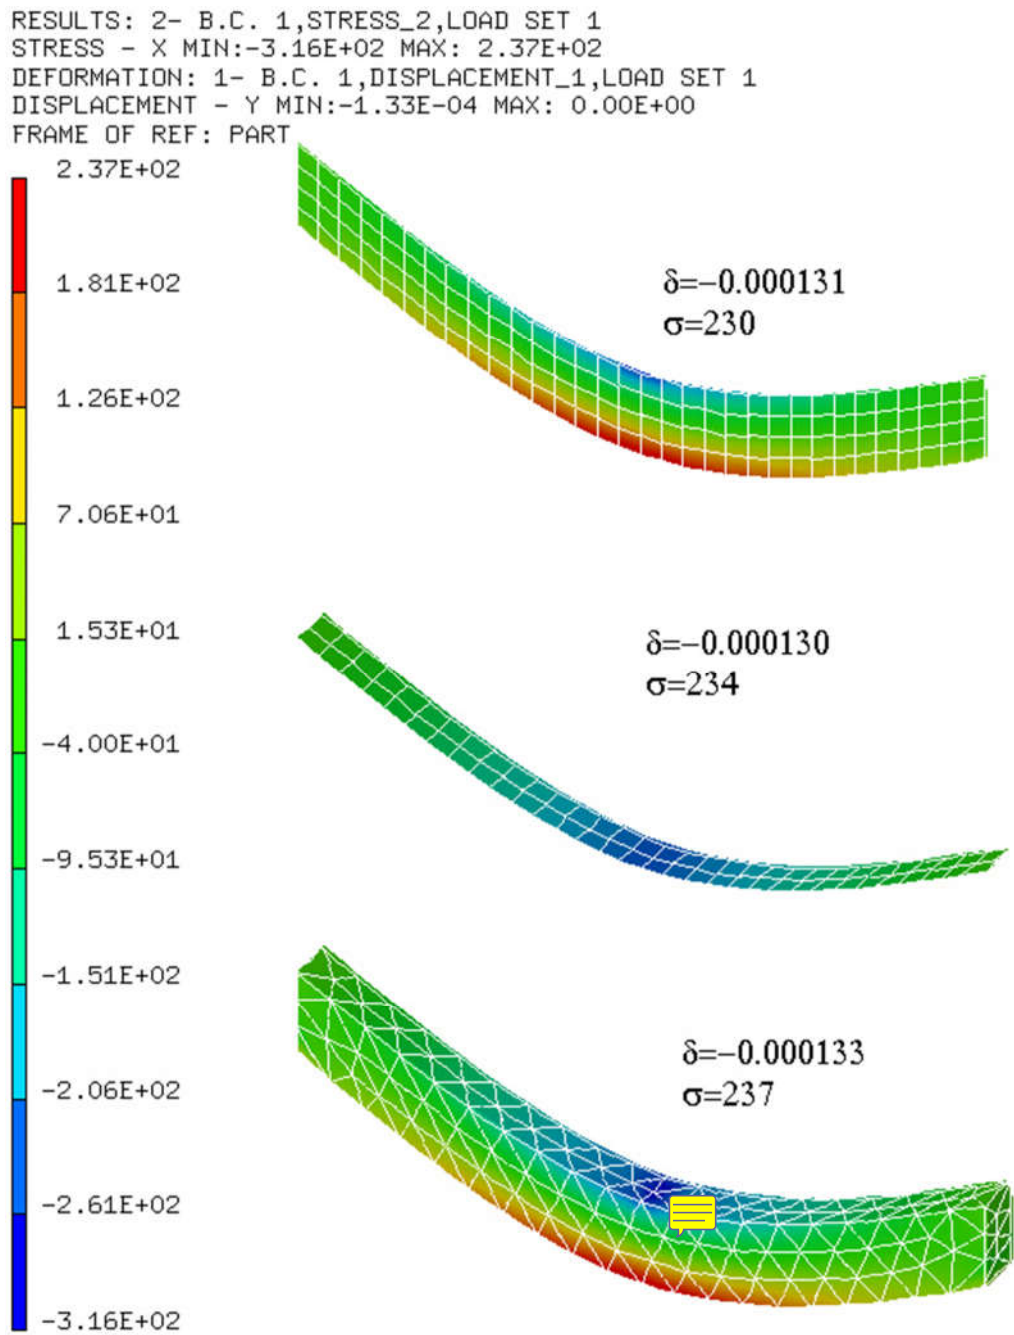 RESULTS: 2- B.C. 1,STRESS_2,LOAD SET 1
STRESS - X MIN:-3.16E+02 MAX: 2.37E+02
DEFORMATION: 1- B.C. 1,DISPLACEMENT_1,LOAD SET 1
DISPLACEMENT - Y MIN:-1.33E-04 MAX: 0.00E+00
FRAME OF REF: PART
2.37E+02
1.81E+02
1.26E+02
7.06E+01
1.53E+01
-4.00E+01
-9.53E+01
-1.51E+02
-2.06E+02
-2.61E+02
-3.16E+02
δ=−0.000131
σ=230
δ=−0.000130
σ=234
δ=−0.000133
σ=237